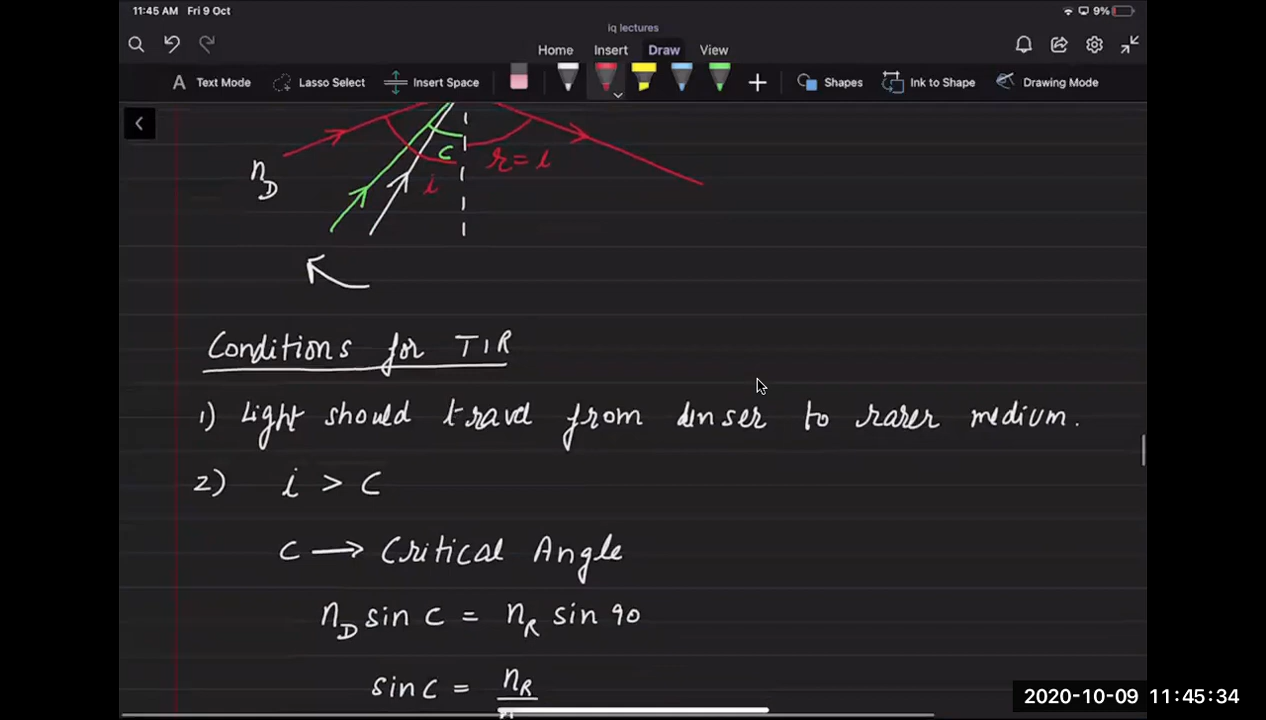 11:45 AM Fri 9 Oct
9%
iq lectures
Home Insert Draw View
Text Mode Lasso Select Insert Space Shapes Ink to Shape Drawing Mode
n_D
C
i
r = i
Conditions for TIR
1) Light should travel from denser to rarer medium.
2) i > C
C → Critical Angle
n_D sin C = n_R sin 90
sin C = n_R
2020-10-09 11:45:34